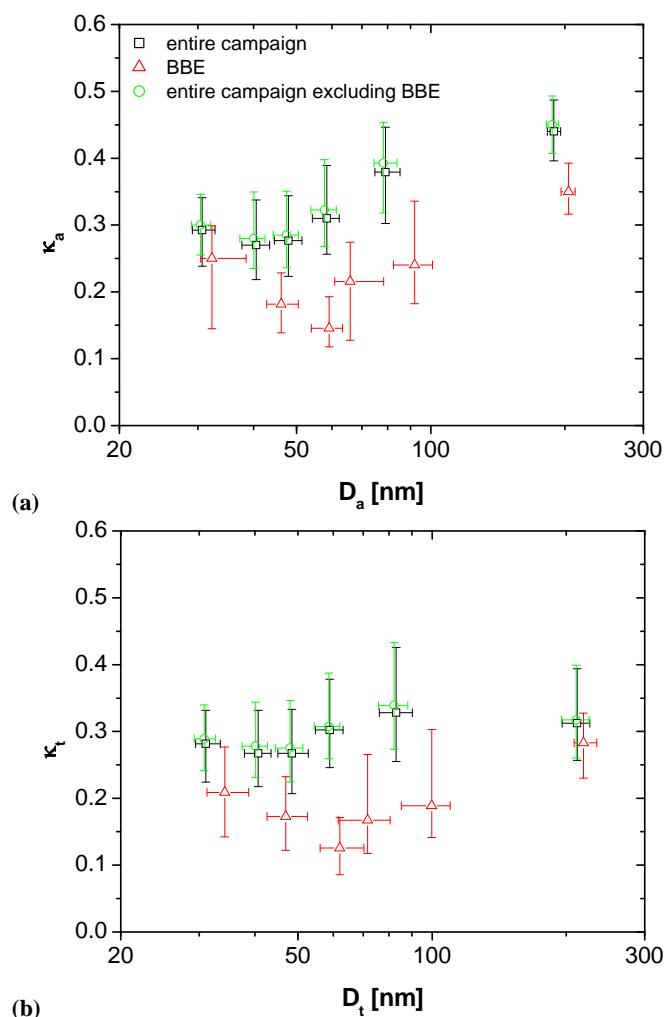 0.6
entire campaign
BBE
entire campaign excluding BBE
0.5
0.4
κa
0.3
0.2
0.1
0.0
20 50 100 300
Da [nm]
(a)
0.6
0.5
0.4
κt
0.3
0.2
0.1
0.0
20 50 100 300
Dt [nm]
(b)